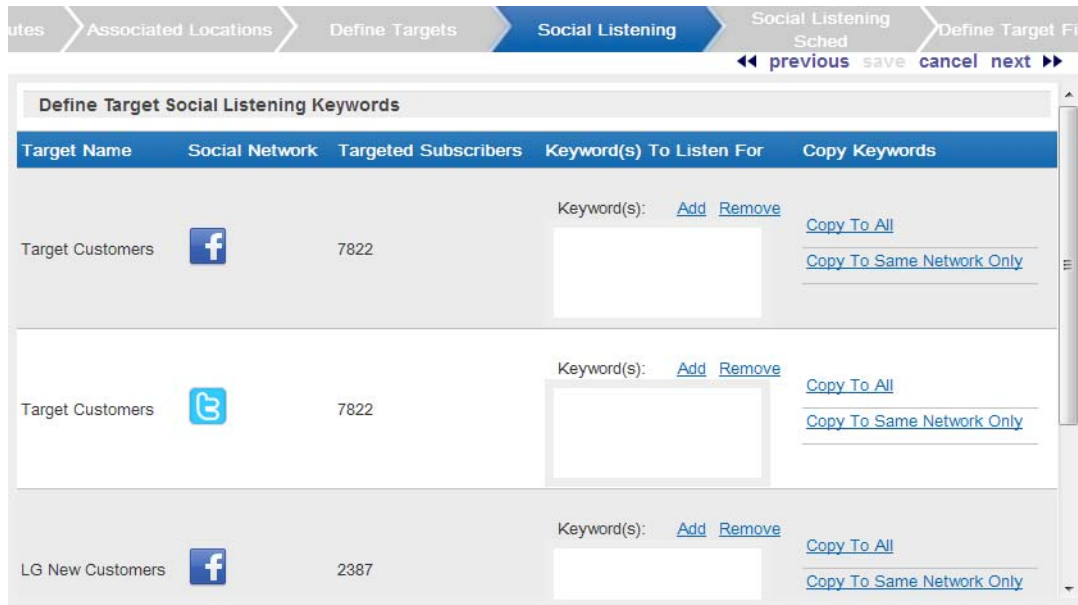 utes
Associated Locations
Define Targets
Social Listening
Social Listening
Sched
Define Target Fi
previous save cancel next
Define Target Social Listening Keywords
Target Name Social Network Targeted Subscribers Keyword(s) To Listen For Copy Keywords
Keyword(s): Add Remove
Copy To All
Target Customers f 7822
Copy To Same Network Only
Keyword(s): Add Remove
Copy To All
Target Customers t 7822
Copy To Same Network Only
Keyword(s): Add Remove
Copy To All
LG New Customers f 2387
Copy To Same Network Only